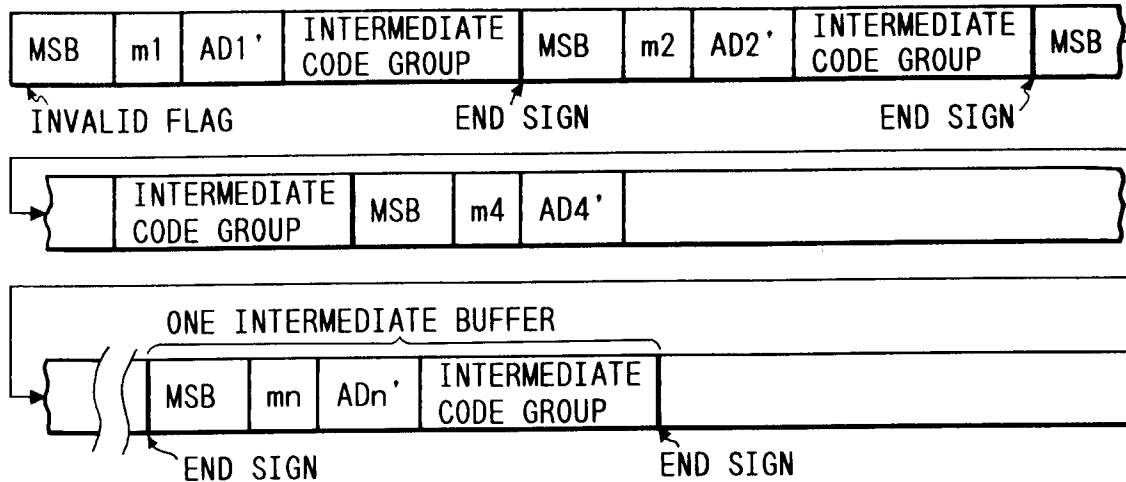 MSB m1 AD1' INTERMEDIATE CODE GROUP MSB m2 AD2' INTERMEDIATE CODE GROUP MSB
INVALID FLAG END SIGN END SIGN
INTERMEDIATE CODE GROUP MSB m4 AD4'
ONE INTERMEDIATE BUFFER
MSB mn ADn' INTERMEDIATE CODE GROUP
END SIGN END SIGN